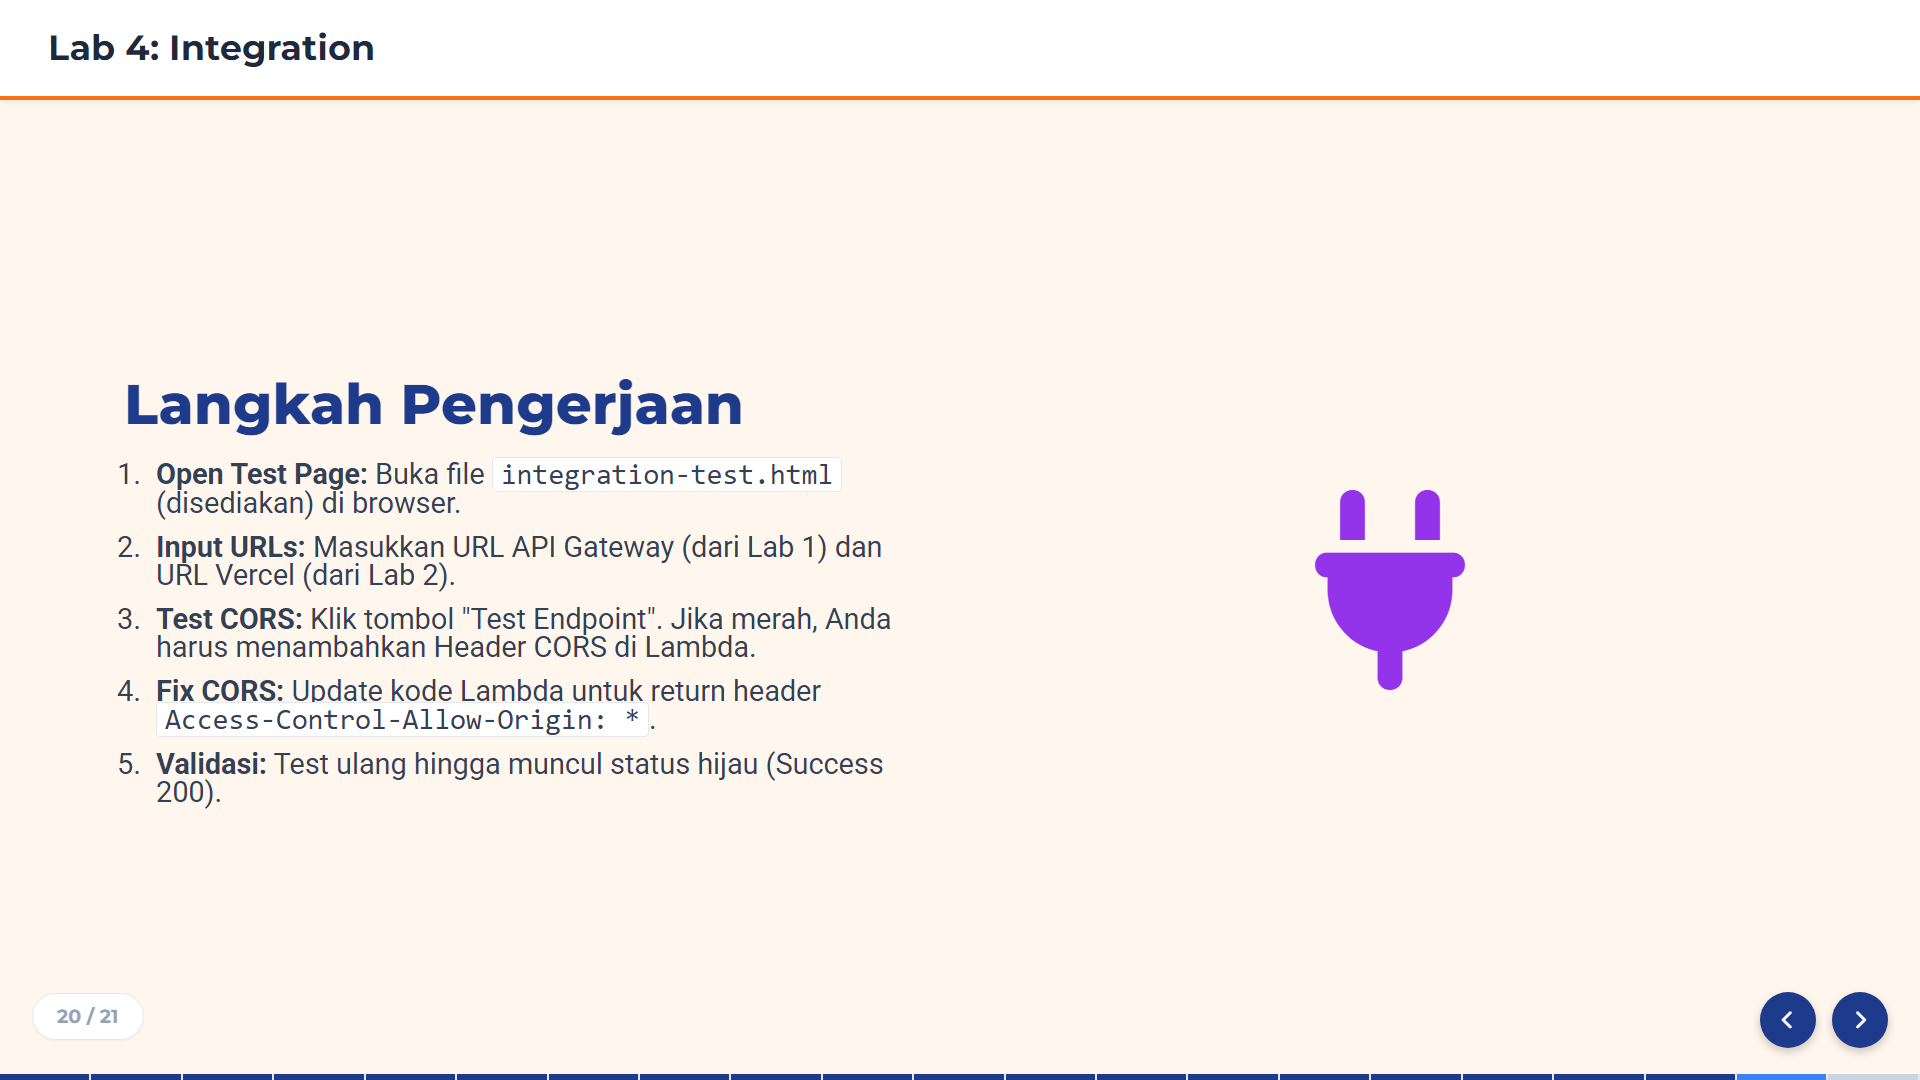 Lab 4: Integration
Langkah Pengerjaan
1. Open Test Page: Buka file integration-test.html
(disediakan) di browser.
2. Input URLs: Masukkan URL API Gateway (dari Lab 1) dan
URL Vercel (dari Lab 2).
3. Test CORS: Klik tombol "Test Endpoint". Jika merah, Anda
harus menambahkan Header CORS di Lambda.
4. Fix CORS: Update kode Lambda untuk return header
Access-Control-Allow-Origin: * .
5. Validasi: Test ulang hingga muncul status hijau (Success
200).
20 / 21